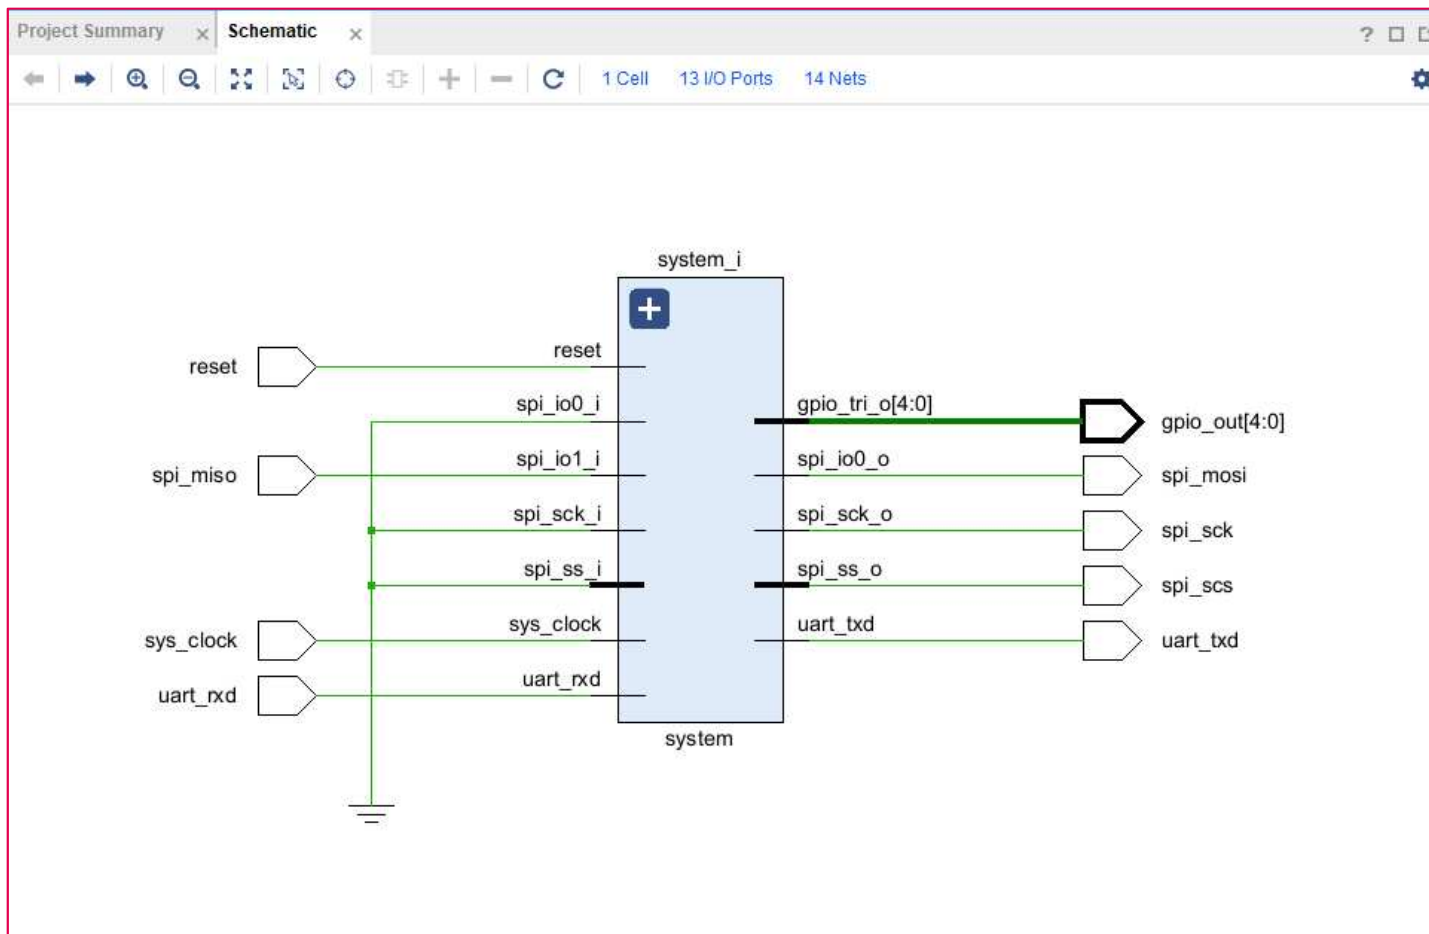 Project Summary
Schematic
?
1 Cell
13 I/O Ports
14 Nets
system_i
reset
reset
spi_io0_i
gpio_tri_o[4:0]
gpio_out[4:0]
spi_miso
spi_io1_i
spi_io0_o
spi_mosi
spi_sck_i
spi_sck_o
spi_sck
spi_ss_i
spi_ss_o
spi_scs
sys_clock
sys_clock
uart_txd
uart_txd
uart_rxd
uart_rxd
system